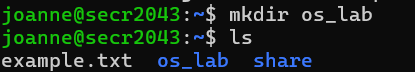 joanne@secr2043:~$ mkdir os_lab
joanne@secr2043:~$ ls
example.txt  os_lab  share